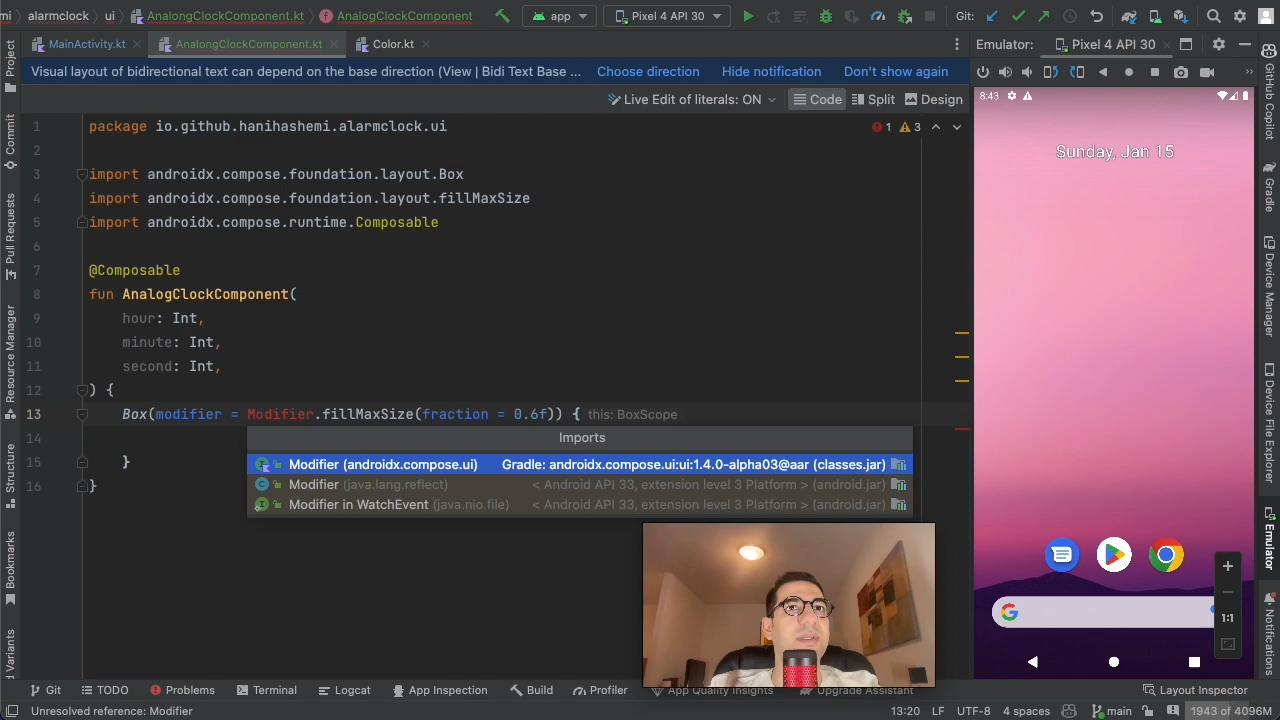 ni
alarmclock
ui
AnalongClockComponent.kt
AnalogClockComponent
app
Pixel 4 API 30
Git:
MainActivity.kt
AnalongClockComponent.kt
Color.kt
Emulator:
Pixel 4 API 30
Visual layout of bidirectional text can depend on the base direction (View | Bidi Text Base ...
Choose direction
Hide notification
Don't show again
Live Edit of literals: ON
Code
Split
Design
1 package io.github.hanihashemi.alarmclock.ui
1
3
2
3 import androidx.compose.foundation.layout.Box
4 import androidx.compose.foundation.layout.fillMaxSize
5 import androidx.compose.runtime.Composable
6
7 @Composable
8 fun AnalogClockComponent(
9 hour: Int,
10 minute: Int,
11 second: Int,
12 ) {
13 Box(modifier = Modifier.fillMaxSize(fraction = 0.6f)) { this: BoxScope
14
15 }
16 }
Imports
Modifier (androidx.compose.ui) Gradle: androidx.compose.ui:ui:1.4.0-alpha03@aar (classes.jar)
Modifier (java.lang.reflect) < Android API 33, extension level 3 Platform > (android.jar)
Modifier in WatchEvent (java.nio.file) < Android API 33, extension level 3 Platform > (android.jar)
Project
Commit
Pull Requests
Resource Manager
Structure
Bookmarks
Variants
8:43
Sunday, Jan 15
1:1
GitHub Copilot
Gradle
Device Manager
Device File Explorer
Emulator
Notifications
Git
TODO
Problems
Terminal
Logcat
App Inspection
Build
Profiler
App Quality Insights
Upgrade Assistant
Layout Inspector
Unresolved reference: Modifier
13:20
LF
UTF-8
4 spaces
main
1943 of 4096M